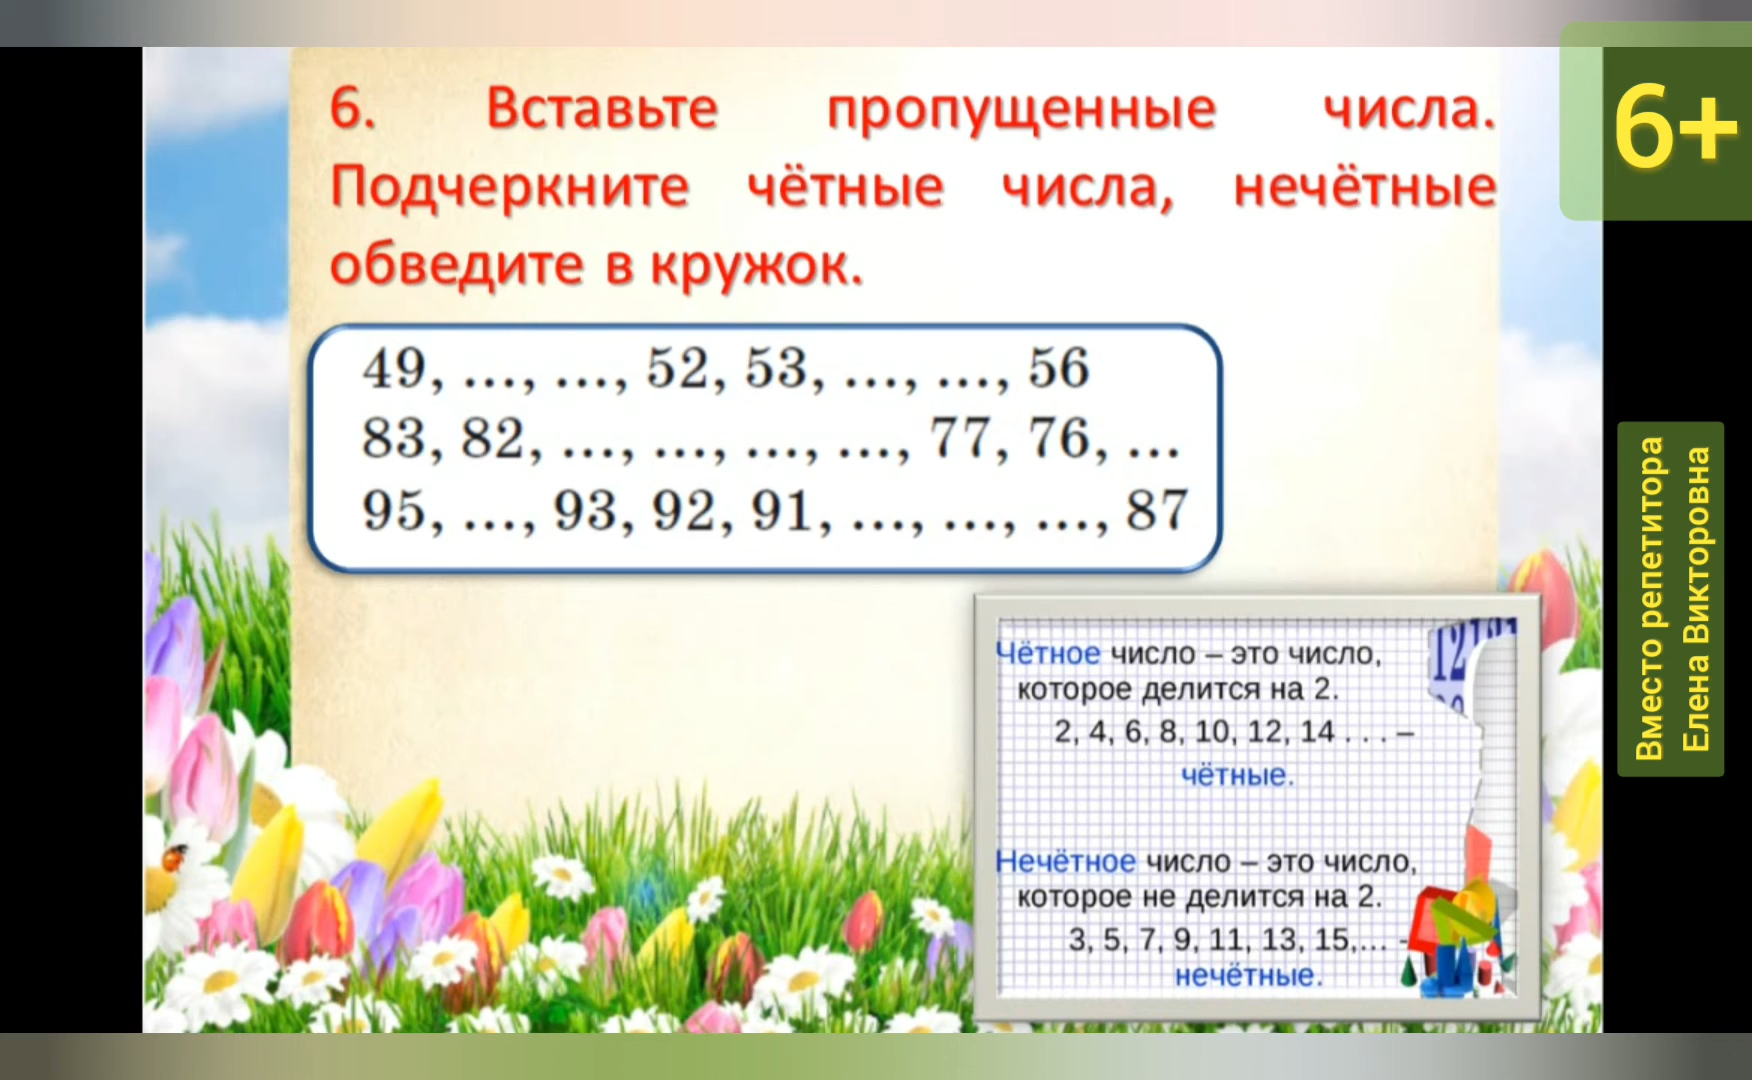 6. Вставьте пропущенные числа.
Подчеркните чётные числа, нечётные
обведите в кружок.
49, ..., ..., 52, 53, ..., ..., 56
83, 82, ..., ..., ..., ..., 77, 76, ...
95, ..., 93, 92, 91, ..., ..., ..., 87
Чётное число – это число,
которое делится на 2.
2, 4, 6, 8, 10, 12, 14 . . . –
чётные.
Нечётное число – это число,
которое не делится на 2.
3, 5, 7, 9, 11, 13, 15,... -
нечётные.
6+
Вместо репетитора
Елена Викторовна